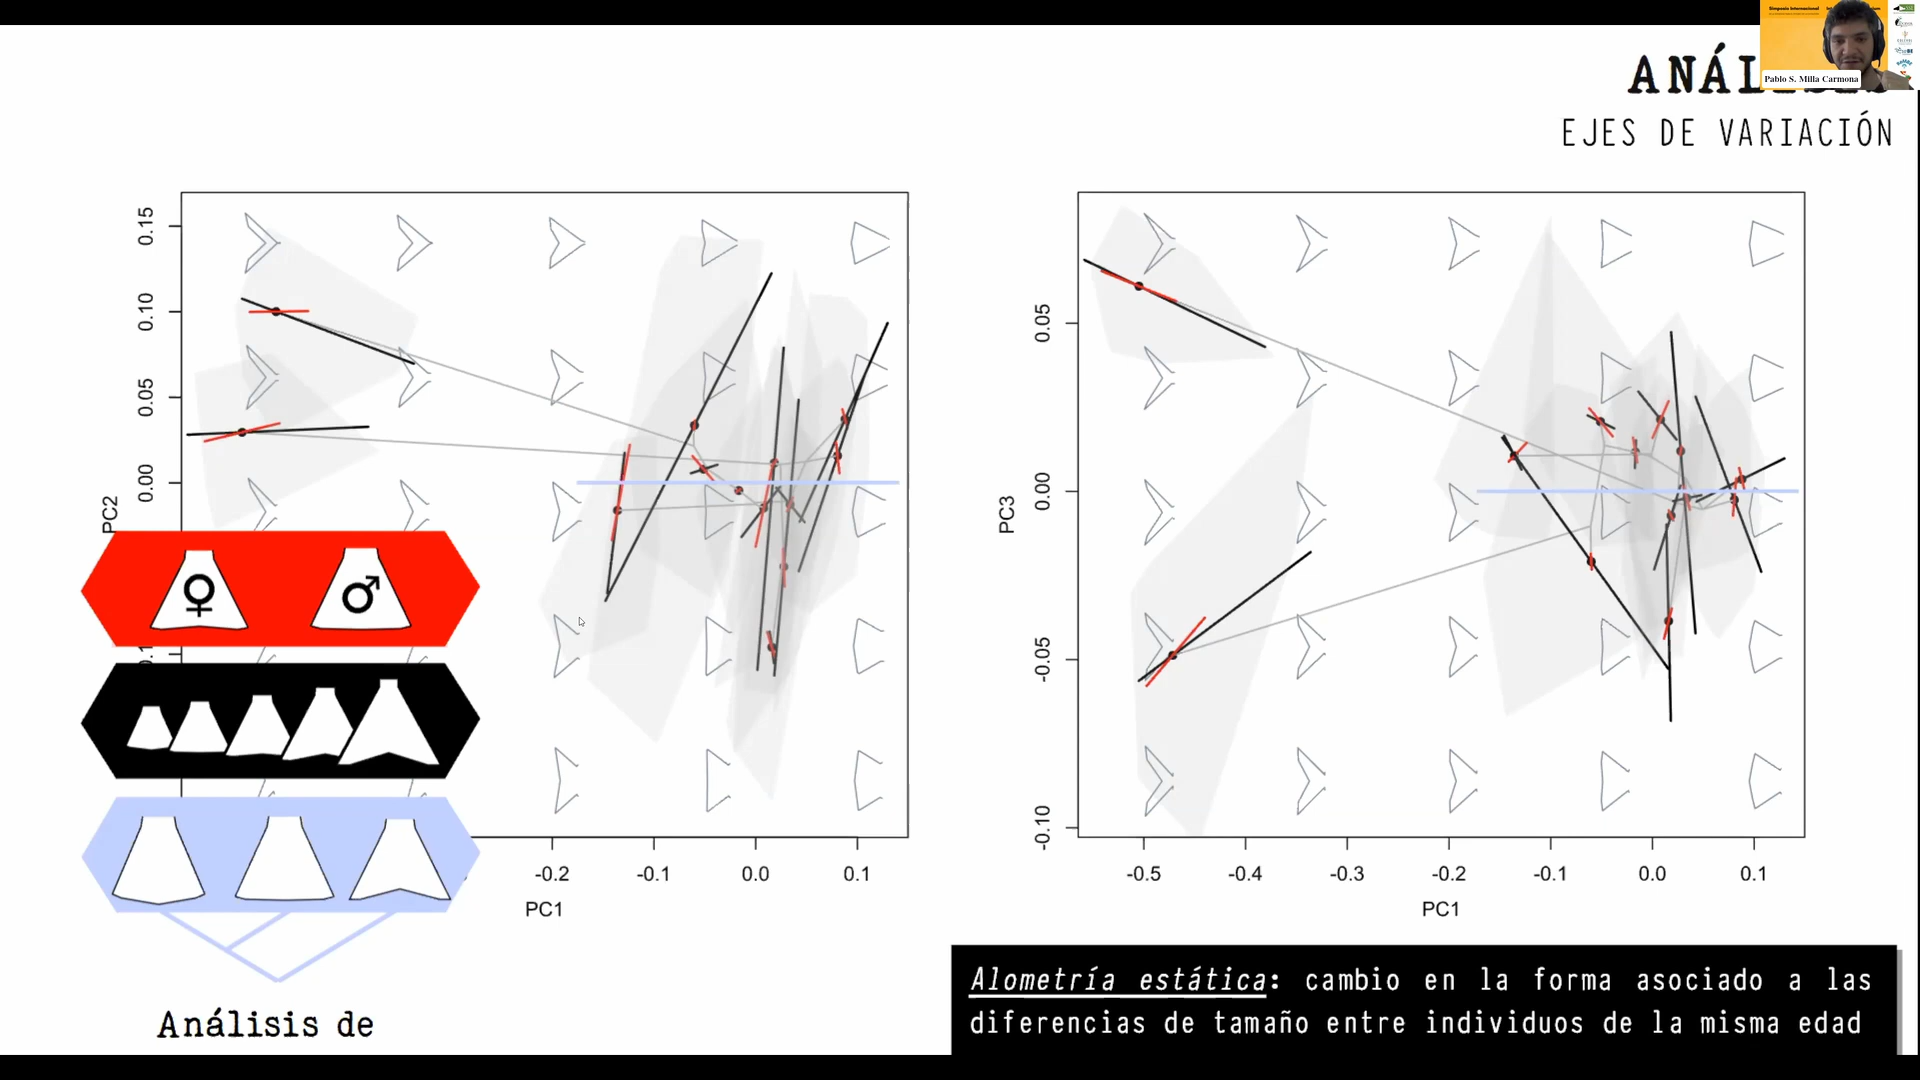 Simposio Internacional
Pablo S. Milla Carmona
EJES DE VARIACIÓN
0.15
0.10
0.05
0.00
PC2
-0.2 -0.1 0.0 0.1
PC1
0.05
0.00
-0.05
-0.10
PC3
-0.5 -0.4 -0.3 -0.2 -0.1 0.0 0.1
PC1
♀ ♂
Análisis de
Alometría estática: cambio en la forma asociado a las
diferencias de tamaño entre individuos de la misma edad